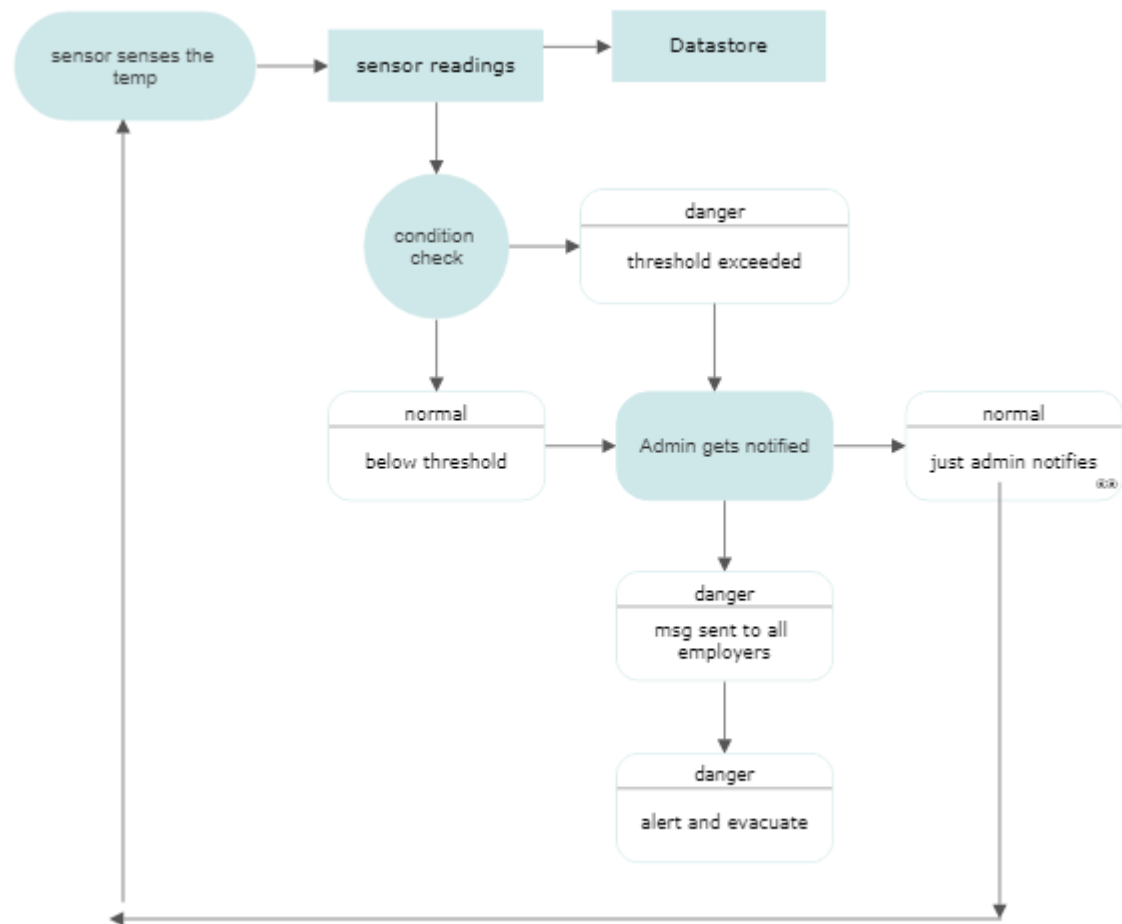 sensor senses the
temp
sensor readings
Datastore
condition
check
danger
threshold exceeded
normal
below threshold
Admin gets notified
normal
just admin notifies
danger
msg sent to all
employers
danger
alert and evacuate